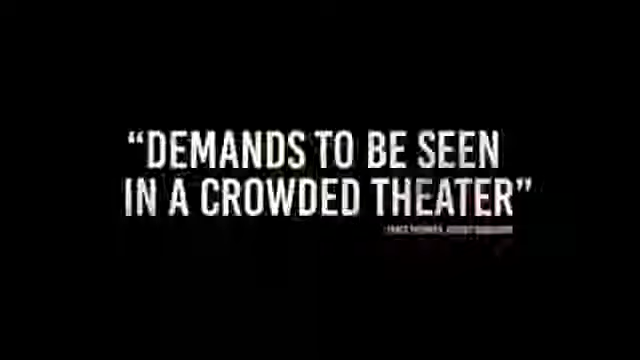 “DEMANDS TO BE SEEN
IN A CROWDED THEATER”